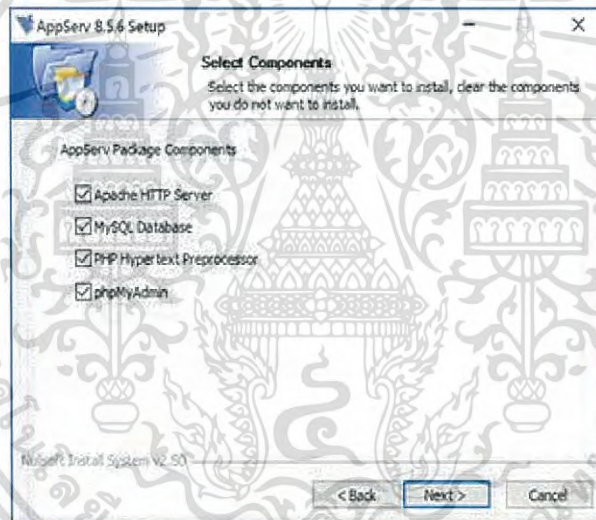 AppServ 8.5.6 Setup
Select Components
Select the components you want to install, clear the components
you do not want to install.
AppServ Package Components
Apache HTTP Server
MySQL Database
PHP Hypertext Preprocessor
phpMyAdmin
Nullsoft Install System v2.50
< Back
Next >
Cancel